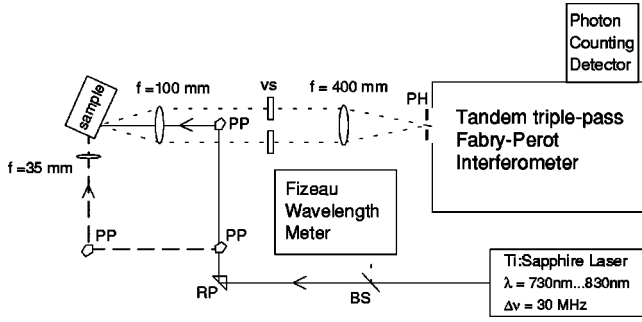 Photon
Counting
Detector
f =100 mm
vs
f = 400 mm
PH
sample
PP
Tandem triple-pass
Fabry-Perot
Interferometer
f =35 mm
Fizeau
Wavelength
Meter
PP
PP
Ti:Sapphire Laser
λ = 730nm...830nm
Δν = 30 MHz
RP
BS